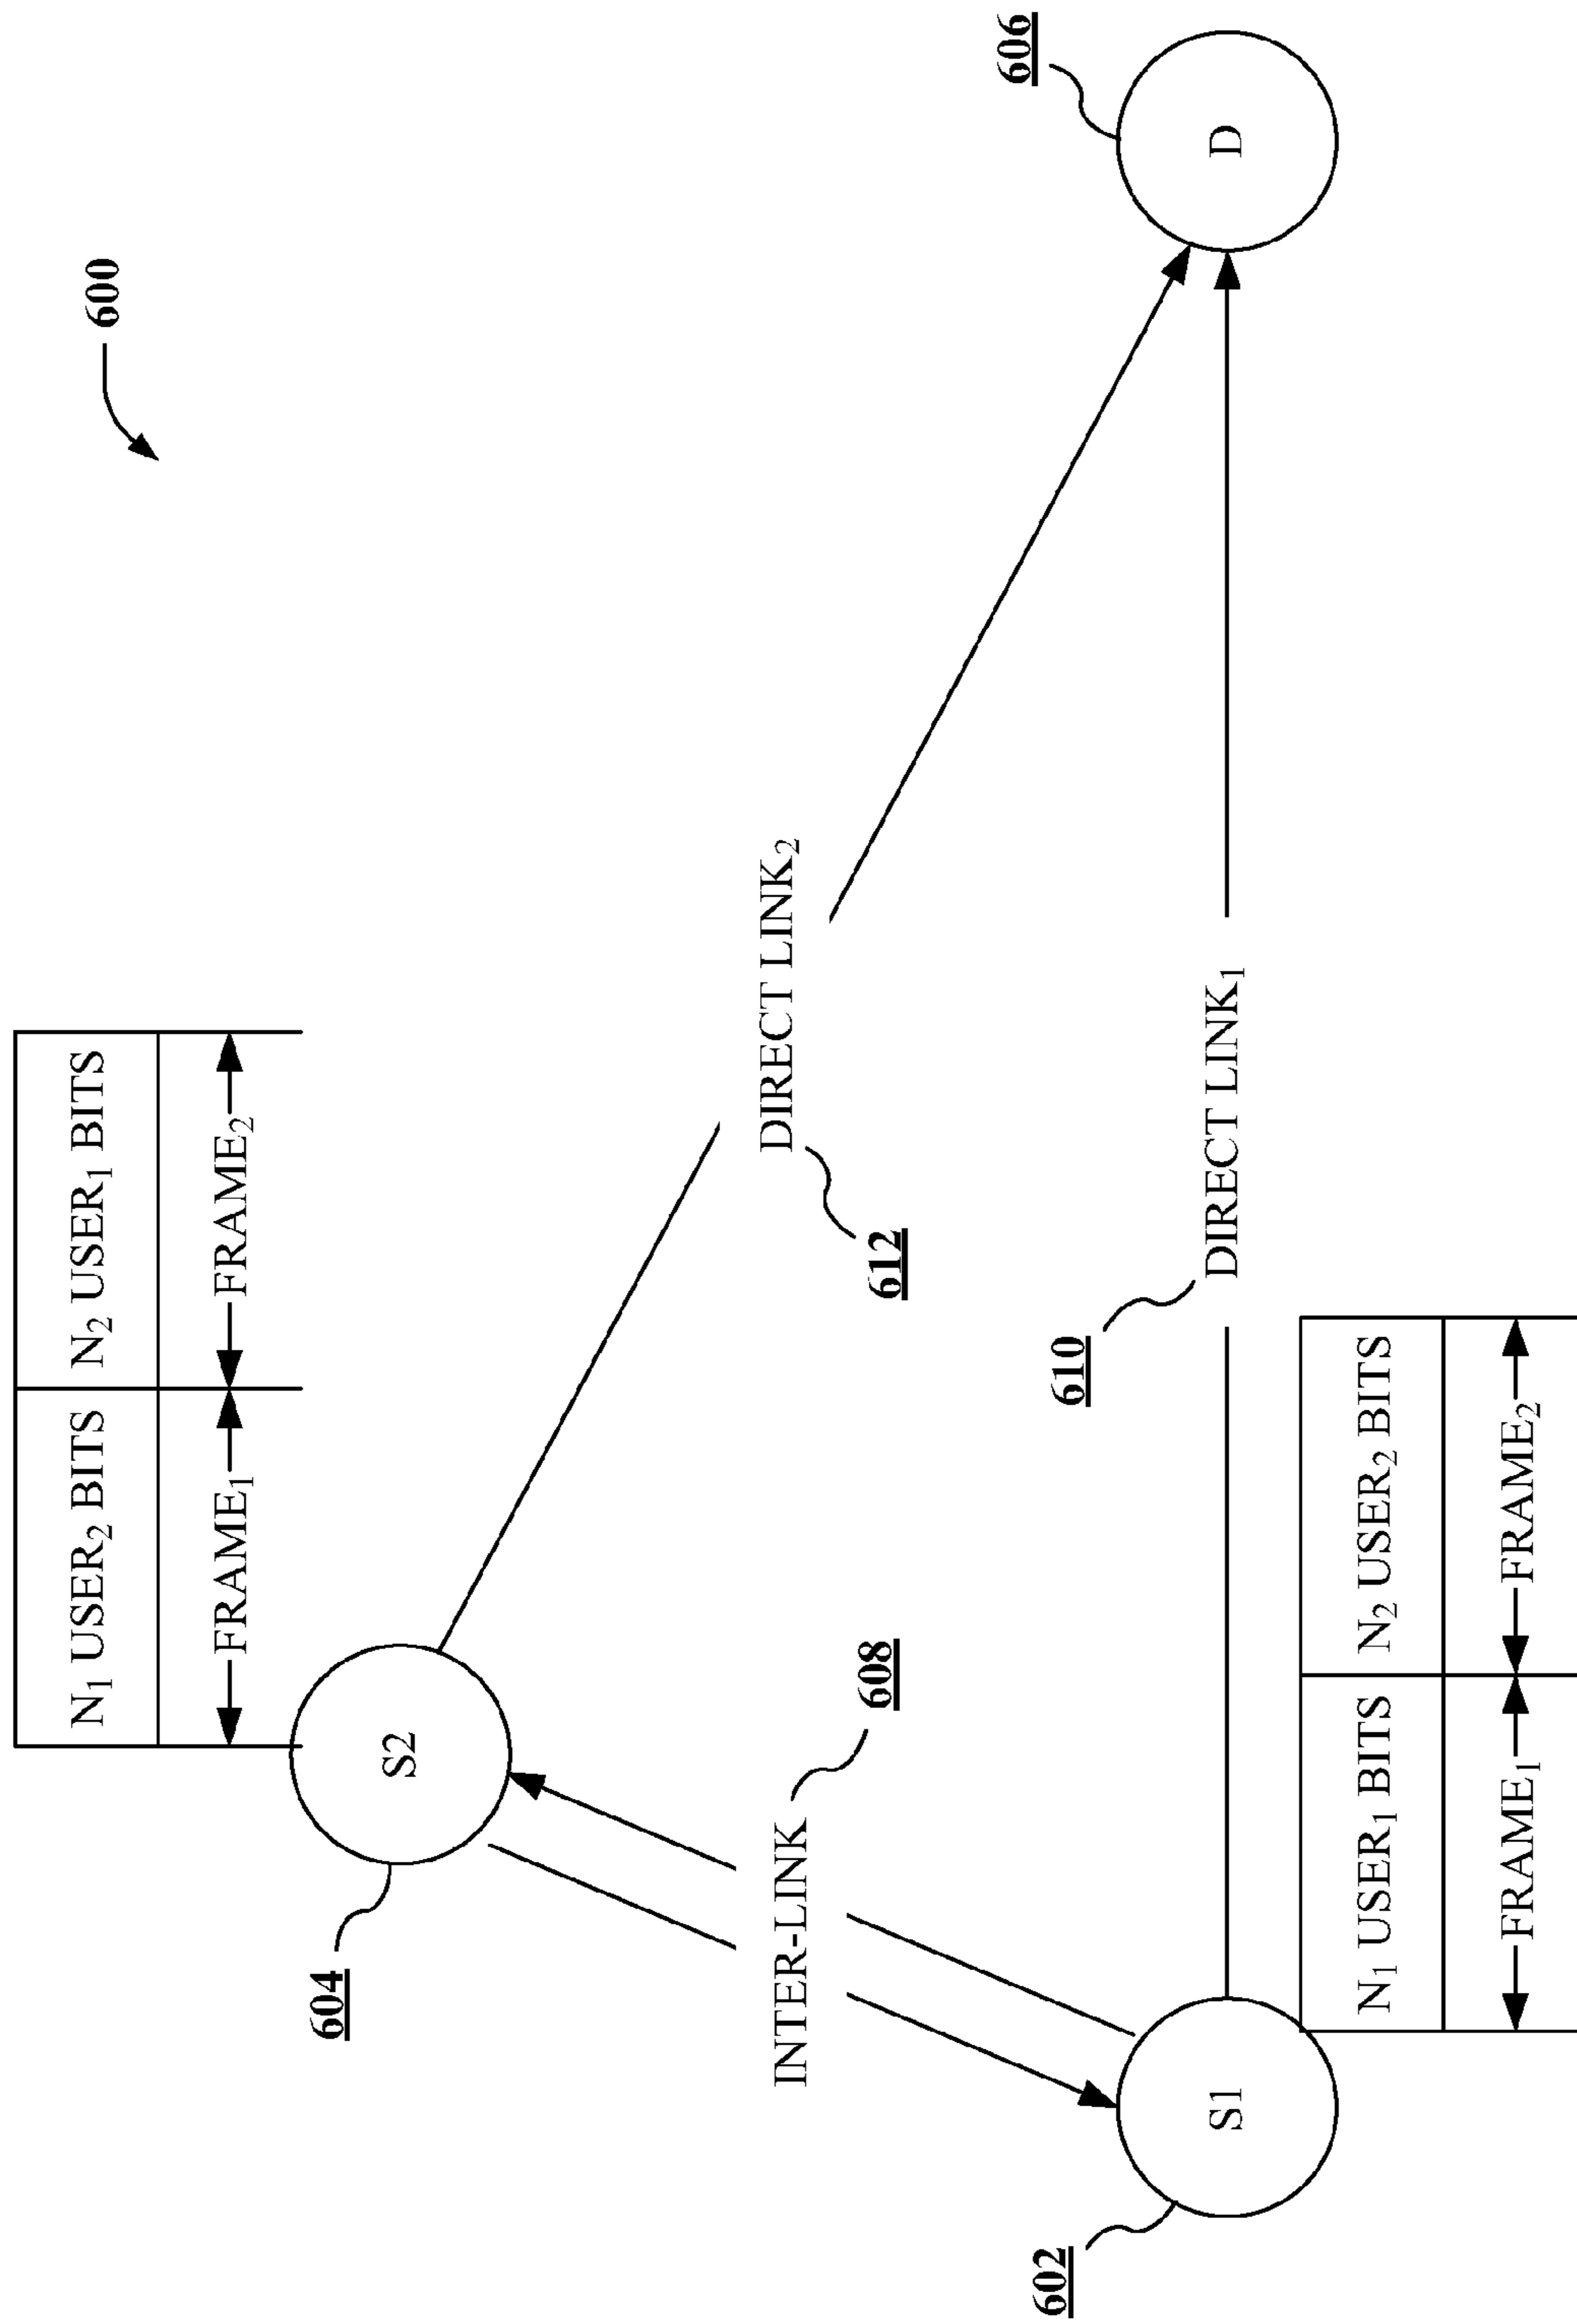 600
N₁ USER₂ BITS N₂ USER₁ BITS
FRAME₁ FRAME₂
604
S2
INTER-LINK
608
DIRECT LINK₂
612
606
D
602
S1
610
DIRECT LINK₁
N₁ USER₁ BITS N₂ USER₂ BITS
FRAME₁ FRAME₂